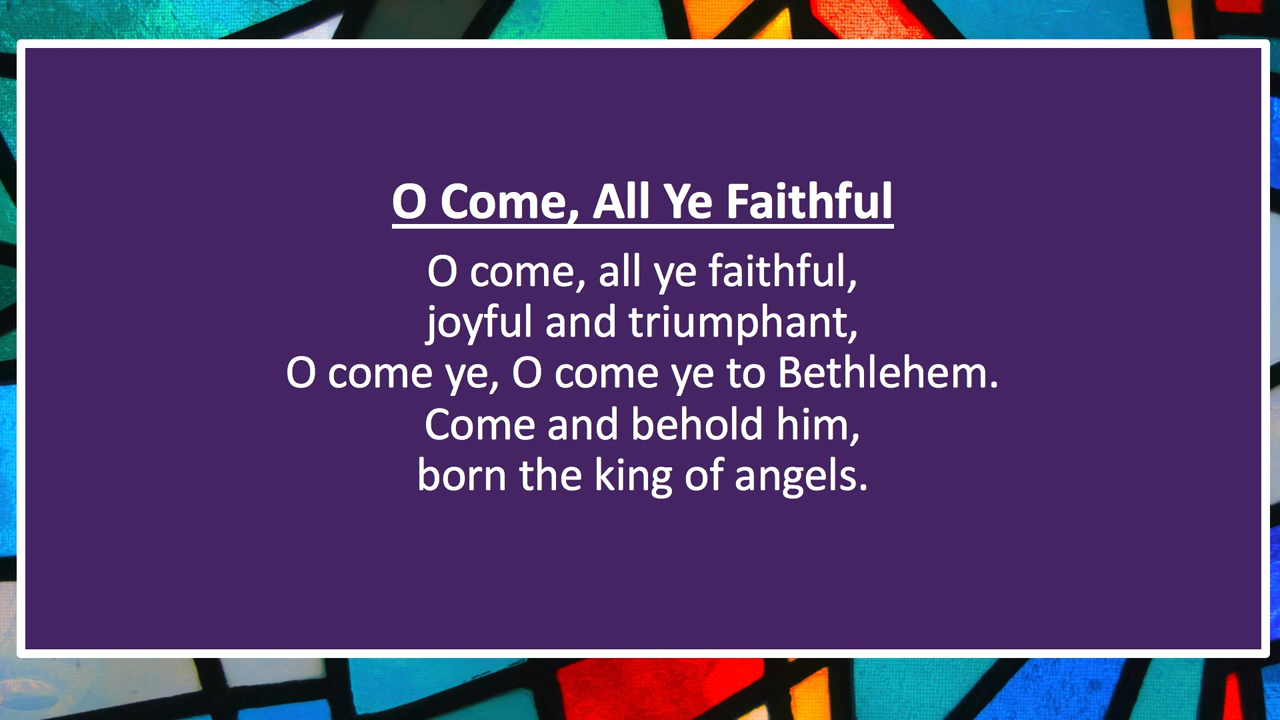 O Come, All Ye Faithful
O come, all ye faithful,
joyful and triumphant,
O come ye, O come ye to Bethlehem.
Come and behold him,
born the king of angels.